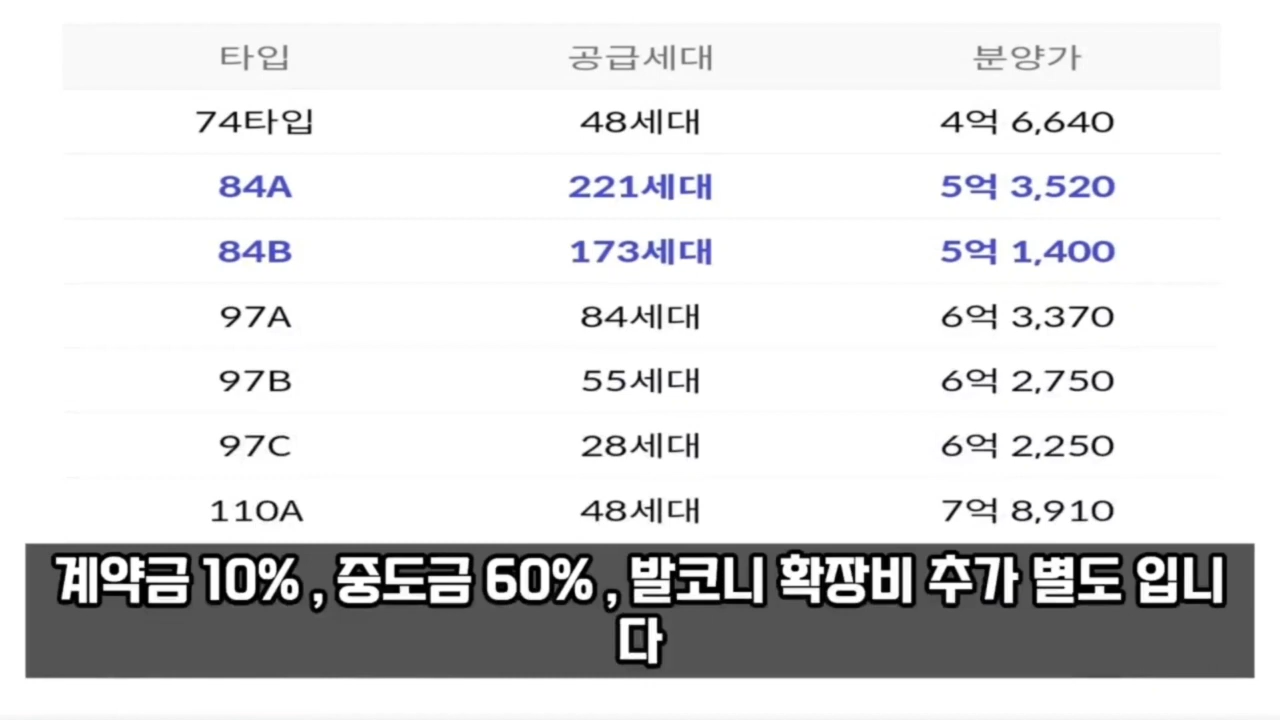 타입 공급세대 분양가
74타입 48세대 4억 6,640
84A 221세대 5억 3,520
84B 173세대 5억 1,400
97A 84세대 6억 3,370
97B 55세대 6억 2,750
97C 28세대 6억 2,250
110A 48세대 7억 8,910
계약금 10% , 중도금 60% , 발코니 확장비 추가 별도 입니
다